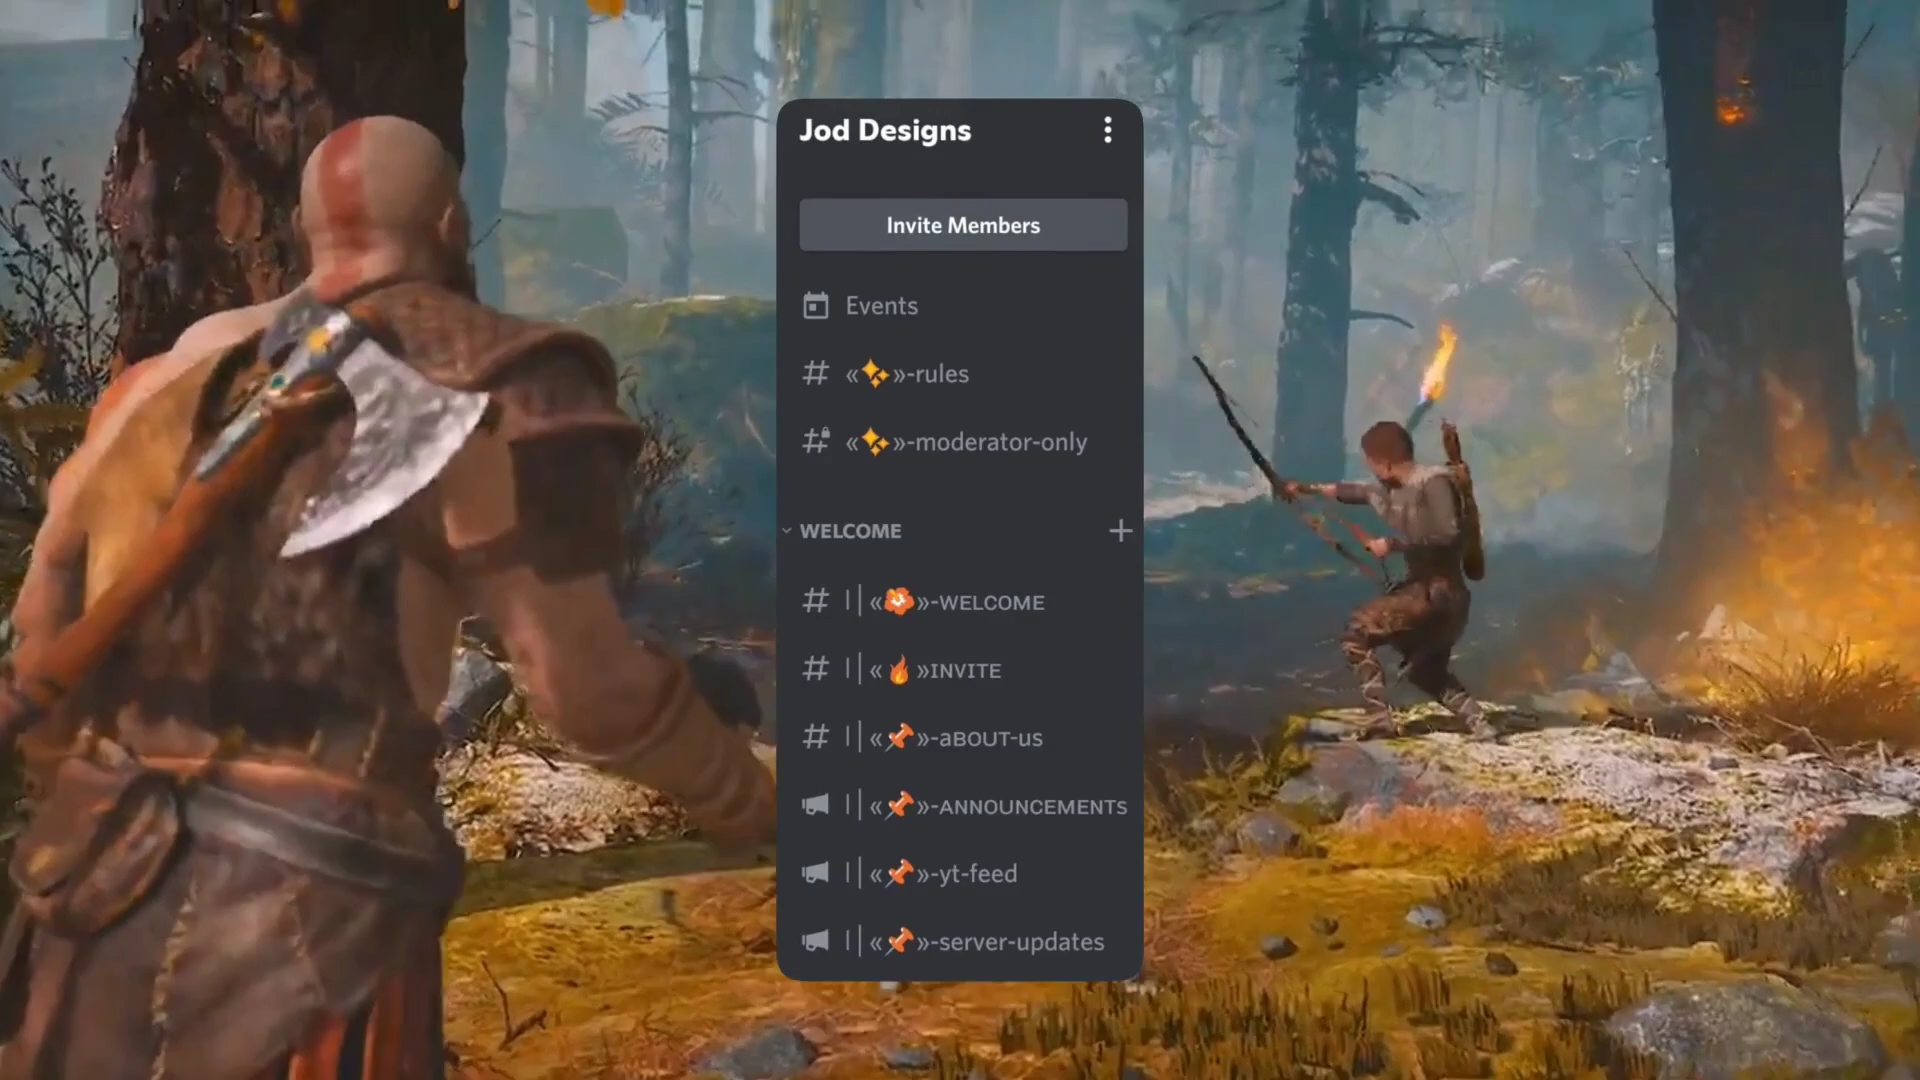 Jod Designs
Invite Members
Events
# «✨»-rules
# «✨»-moderator-only
WELCOME +
# ||«🌺»-WELCOME
# ||«🔥»INVITE
# ||«📌»-aBOUT-us
||«📌»-ANNOUNCEMENTS
||«📌»-yt-feed
||«📌»-server-updates